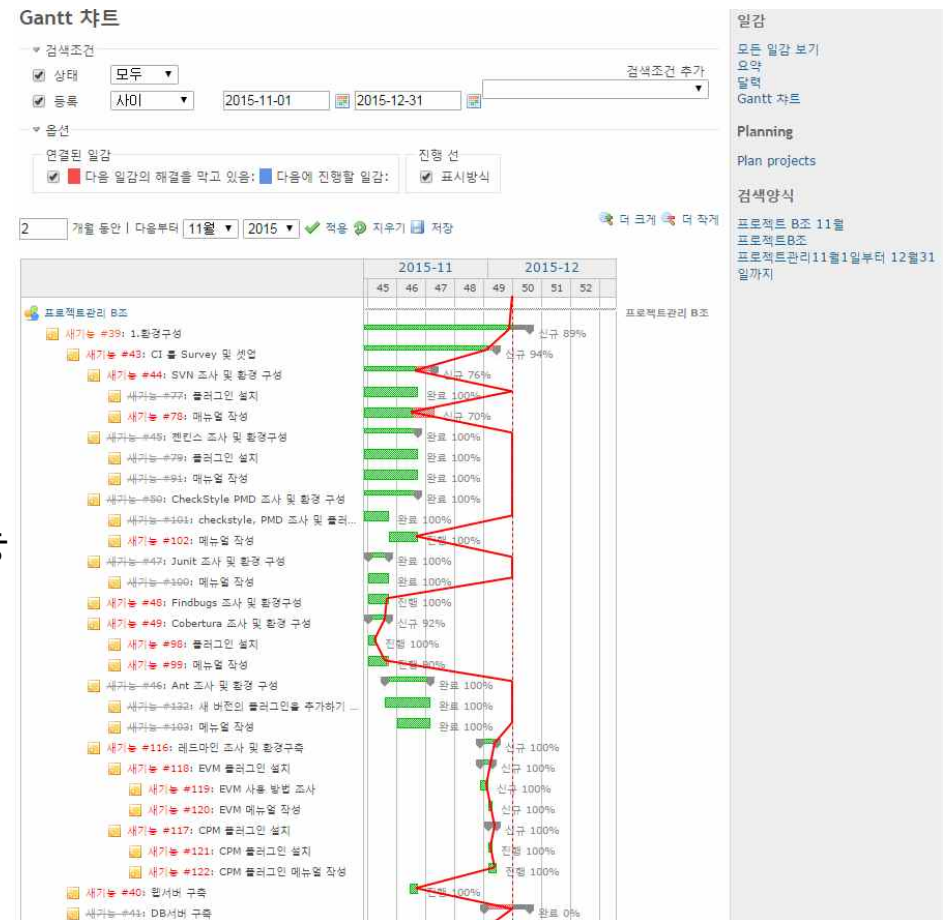 Gantt 챠트
검색조건
상태 모두
검색조건 추가
등록 사이 2015-11-01 2015-12-31
옵션
연결된 일감
다음 일감의 해결을 막고 있음: 다음에 진행할 일감:
진행 선
표시방식
2 개월 동안 | 다음부터 11월 2015 적용 지우기 저장
더 크게 더 작게
2015-11 2015-12
45 46 47 48 49 50 51 52
프로젝트관리 B조
새기능 #39: 1.환경구성 신규 89%
새기능 #43: CI 툴 Survey 및 셋업 신규 94%
새기능 #44: SVN 조사 및 환경 구성 신규 76%
새기능 #77: 플러그인 설치 완료 100%
새기능 #78: 매뉴얼 작성 신규 70%
새기능 #45: 젠킨스 조사 및 환경구성 완료 100%
새기능 #79: 플러그인 설치 완료 100%
새기능 #91: 매뉴얼 작성 완료 100%
새기능 #50: CheckStyle PMD 조사 및 환경 구성 완료 100%
새기능 #101: checkstyle, PMD 조사 및 플러... 완료 100%
새기능 #102: 메뉴얼 작성 진행 100%
새기능 #47: Junit 조사 및 환경 구성 완료 100%
새기능 #100: 메뉴얼 작성 완료 100%
새기능 #48: Findbugs 조사 및 환경구성 진행 100%
새기능 #49: Cobertura 조사 및 환경 구성 신규 92%
새기능 #98: 플러그인 설치 진행 100%
새기능 #99: 메뉴얼 작성 진행 90%
새기능 #46: Ant 조사 및 환경 구성 완료 100%
새기능 #132: 새 버전의 플러그인을 추가하기 ... 완료 100%
새기능 #103: 메뉴얼 작성 완료 100%
새기능 #116: 레드마인 조사 및 환경구축 신규 100%
새기능 #118: EVM 플러그인 설치 신규 100%
새기능 #119: EVM 사용 방법 조사 신규 100%
새기능 #120: EVM 메뉴얼 작성 신규 100%
새기능 #117: CPM 플러그인 설치 신규 100%
새기능 #121: CPM 플러그인 설치 진행 100%
새기능 #122: CPM 플러그인 메뉴얼 작성 진행 100%
새기능 #40: 웹서버 구축 진행 100%
새기능 #41: DB서버 구축 완료 0%
프로젝트관리 B조
일감
모든 일감 보기
요약
달력
Gantt 챠트
Planning
Plan projects
검색양식
프로젝트 B조 11월
프로젝트B조
프로젝트관리11월1일부터 12월31
일까지